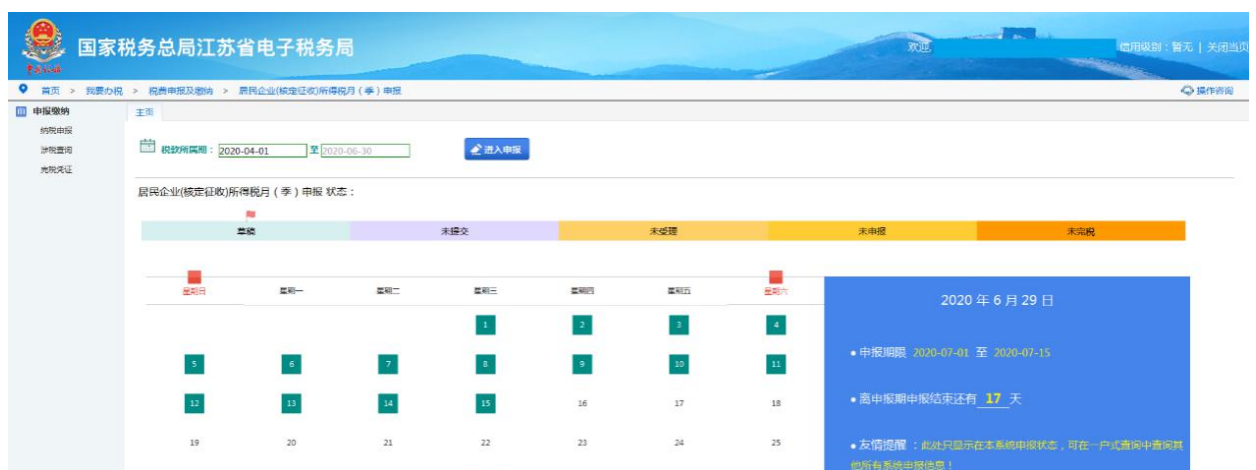 国家税务总局江苏省电子税务局
欢迎
信用级别：暂无 | 关闭当页
首页 > 我要办税 > 税费申报及缴纳 > 居民企业(核定征收)所得税月（季）申报
操作咨询
申报缴纳
主页
纳税申报
涉税查询
完税凭证
税款所属期：2020-04-01 至 2020-06-30 进入申报
居民企业(核定征收)所得税月（季）申报 状态：
草稿 未提交 未受理 未申报 未完税
星期日 星期一 星期二 星期三 星期四 星期五 星期六
1 2 3 4
5 6 7 8 9 10 11
12 13 14 15 16 17 18
19 20 21 22 23 24 25
2020 年 6 月 29 日
• 申报期限 2020-07-01 至 2020-07-15
• 离申报期申报结束还有 17 天
• 友情提醒 ：此处只显示在本系统申报状态，可在一户式查询中查询其
他所有系统申报信息！